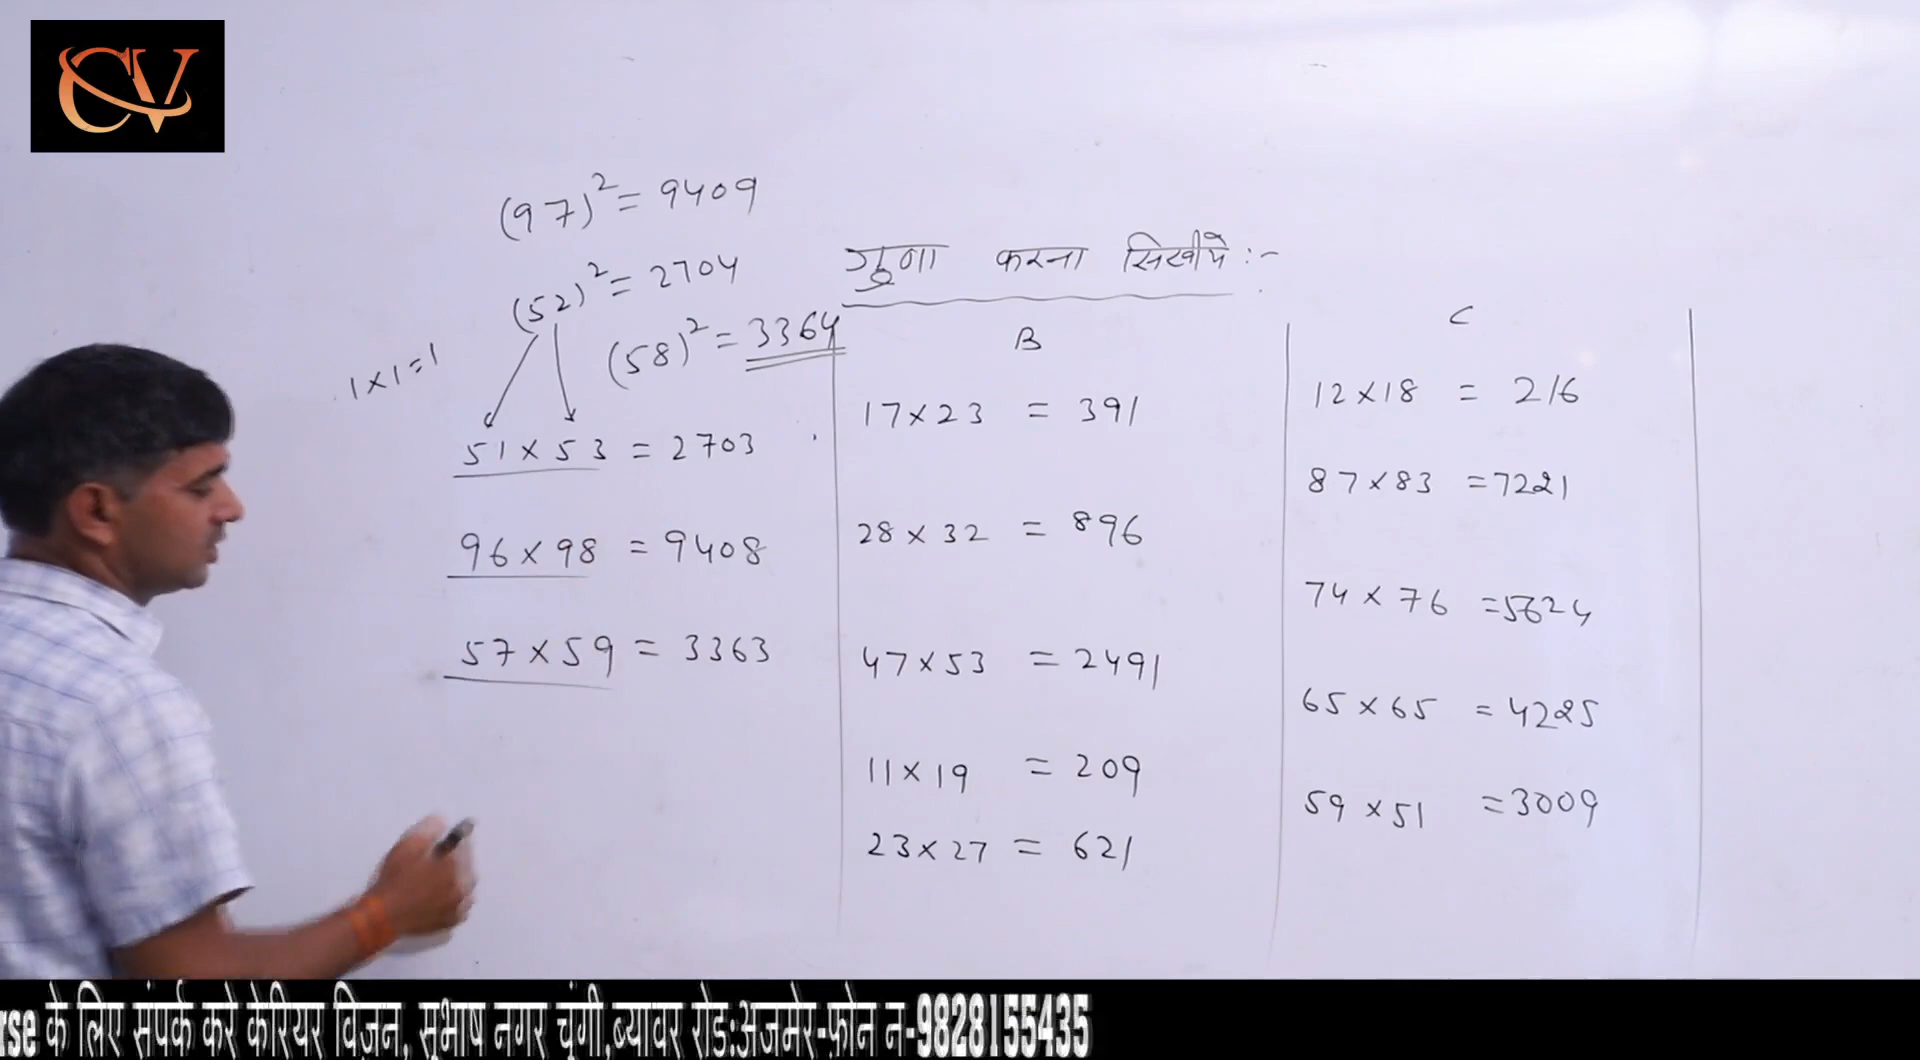 CV
(97)² = 9409
(52)² = 2704
(58)² = 3364
1×1=1
51 × 53 = 2703
96 × 98 = 9408
57 × 59 = 3363
गुणा करना सिखीये :-
B
17 × 23 = 391
28 × 32 = 896
47 × 53 = 2491
11 × 19 = 209
23 × 27 = 621
C
12 × 18 = 216
87 × 83 = 7221
74 × 76 = 5624
65 × 65 = 4225
59 × 51 = 3009
rse के लिए संपर्क करे केरियर विज़न, सुभाष नगर चुंगी,ब्यावर रोड:अजमेर-फ़ोन न-9828155435